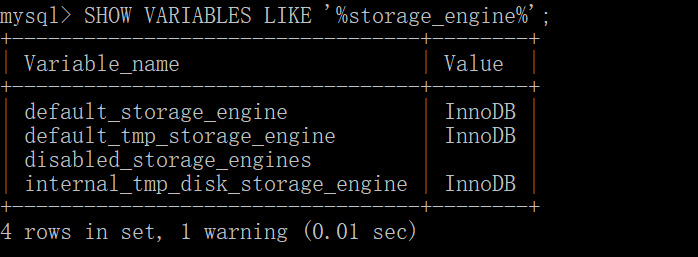 mysql> SHOW VARIABLES LIKE '%storage_engine%';
+----------------------------------+--------+
| Variable_name                    | Value  |
+----------------------------------+--------+
| default_storage_engine           | InnoDB |
| default_tmp_storage_engine       | InnoDB |
| disabled_storage_engines         |        |
| internal_tmp_disk_storage_engine | InnoDB |
+----------------------------------+--------+
4 rows in set, 1 warning (0.01 sec)